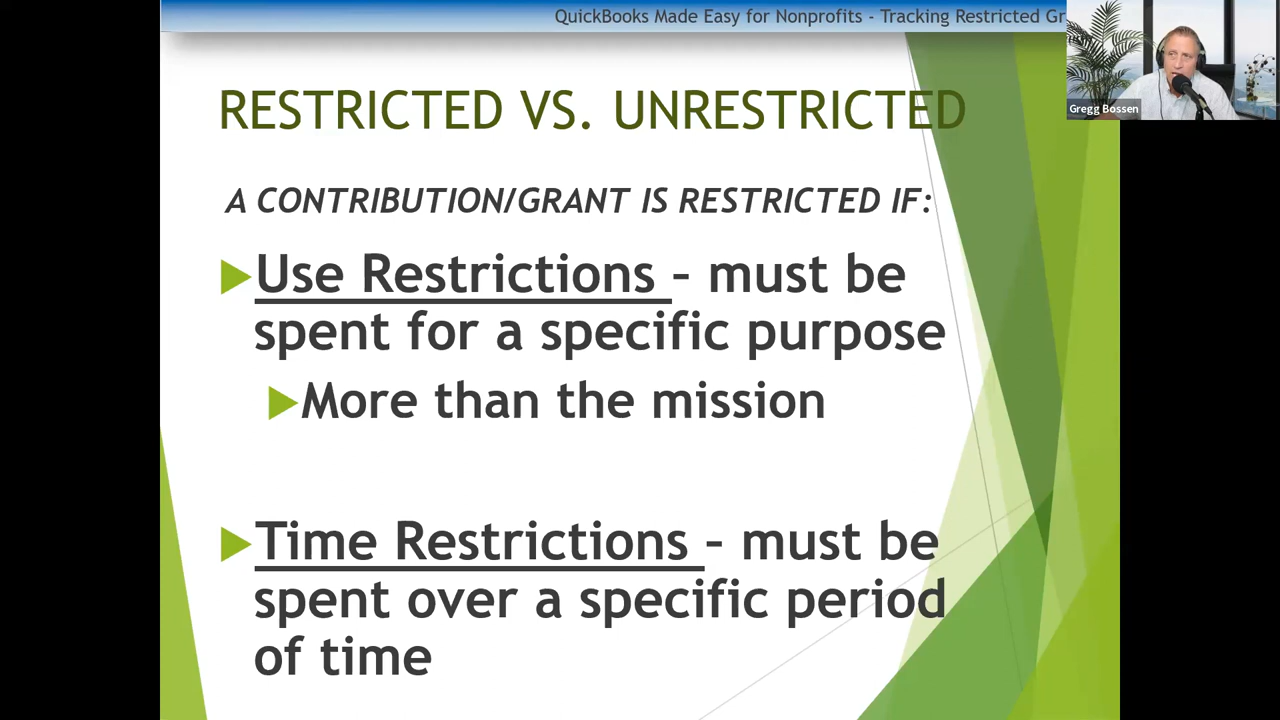 QuickBooks Made Easy for Nonprofits - Tracking Restricted Gr
Gregg Bossen
RESTRICTED VS. UNRESTRICTED
A CONTRIBUTION/GRANT IS RESTRICTED IF:
Use Restrictions – must be
spent for a specific purpose
More than the mission
Time Restrictions – must be
spent over a specific period
of time